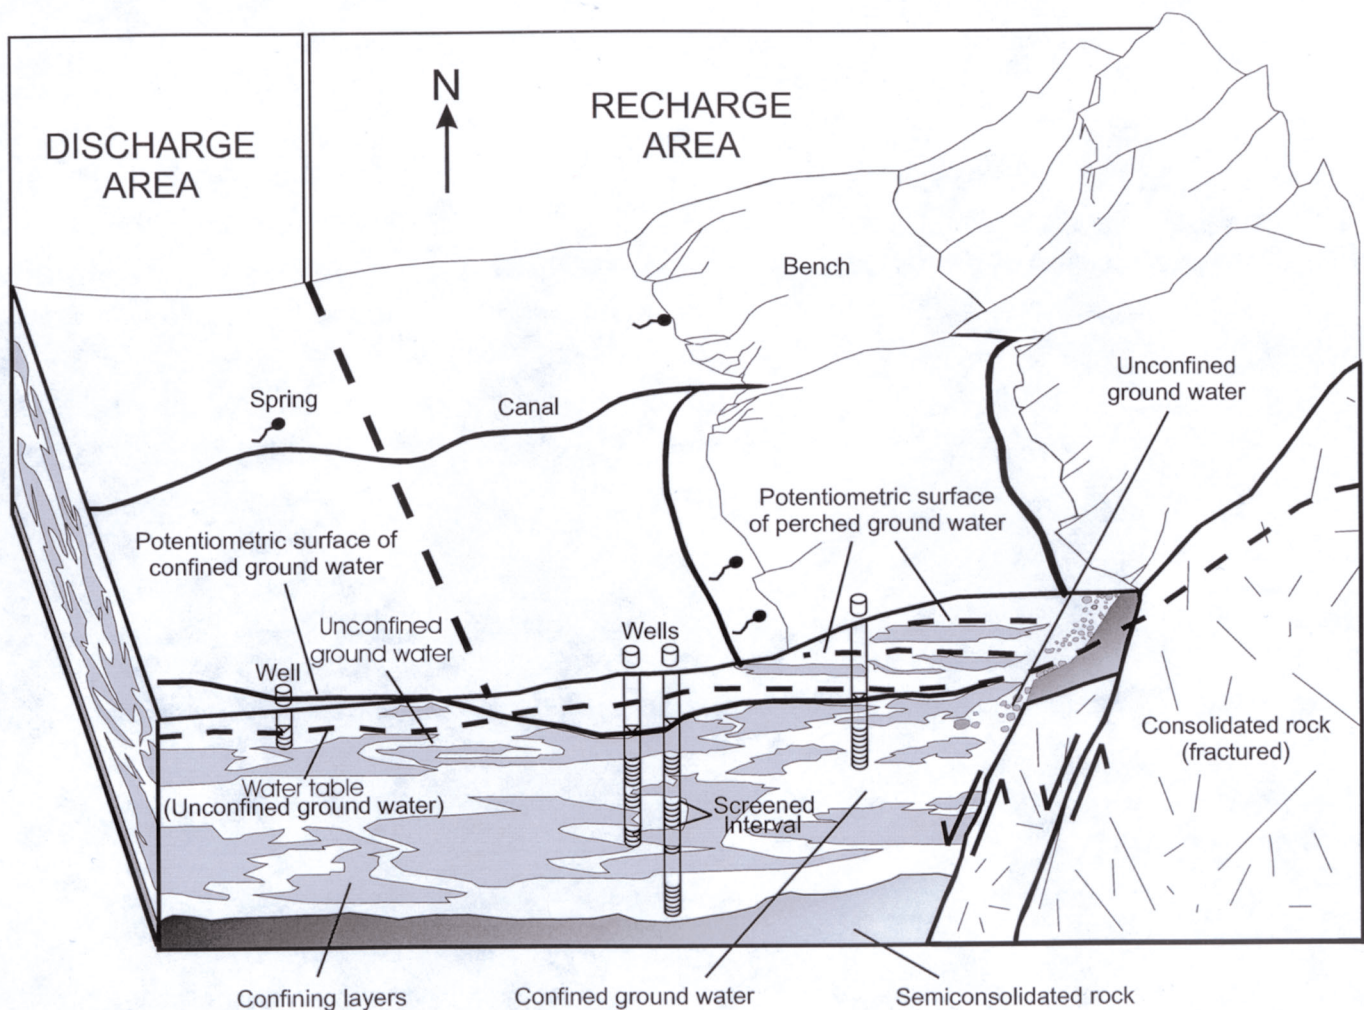 DISCHARGE
AREA
N
RECHARGE
AREA
Bench
Unconfined
ground water
Spring
Canal
Potentiometric surface
of perched ground water
Potentiometric surface of
confined ground water
Unconfined
ground water
Wells
Well
Consolidated rock
(fractured)
Water table
(Unconfined ground water)
Screened
Interval
Confining layers
Confined ground water
Semiconsolidated rock